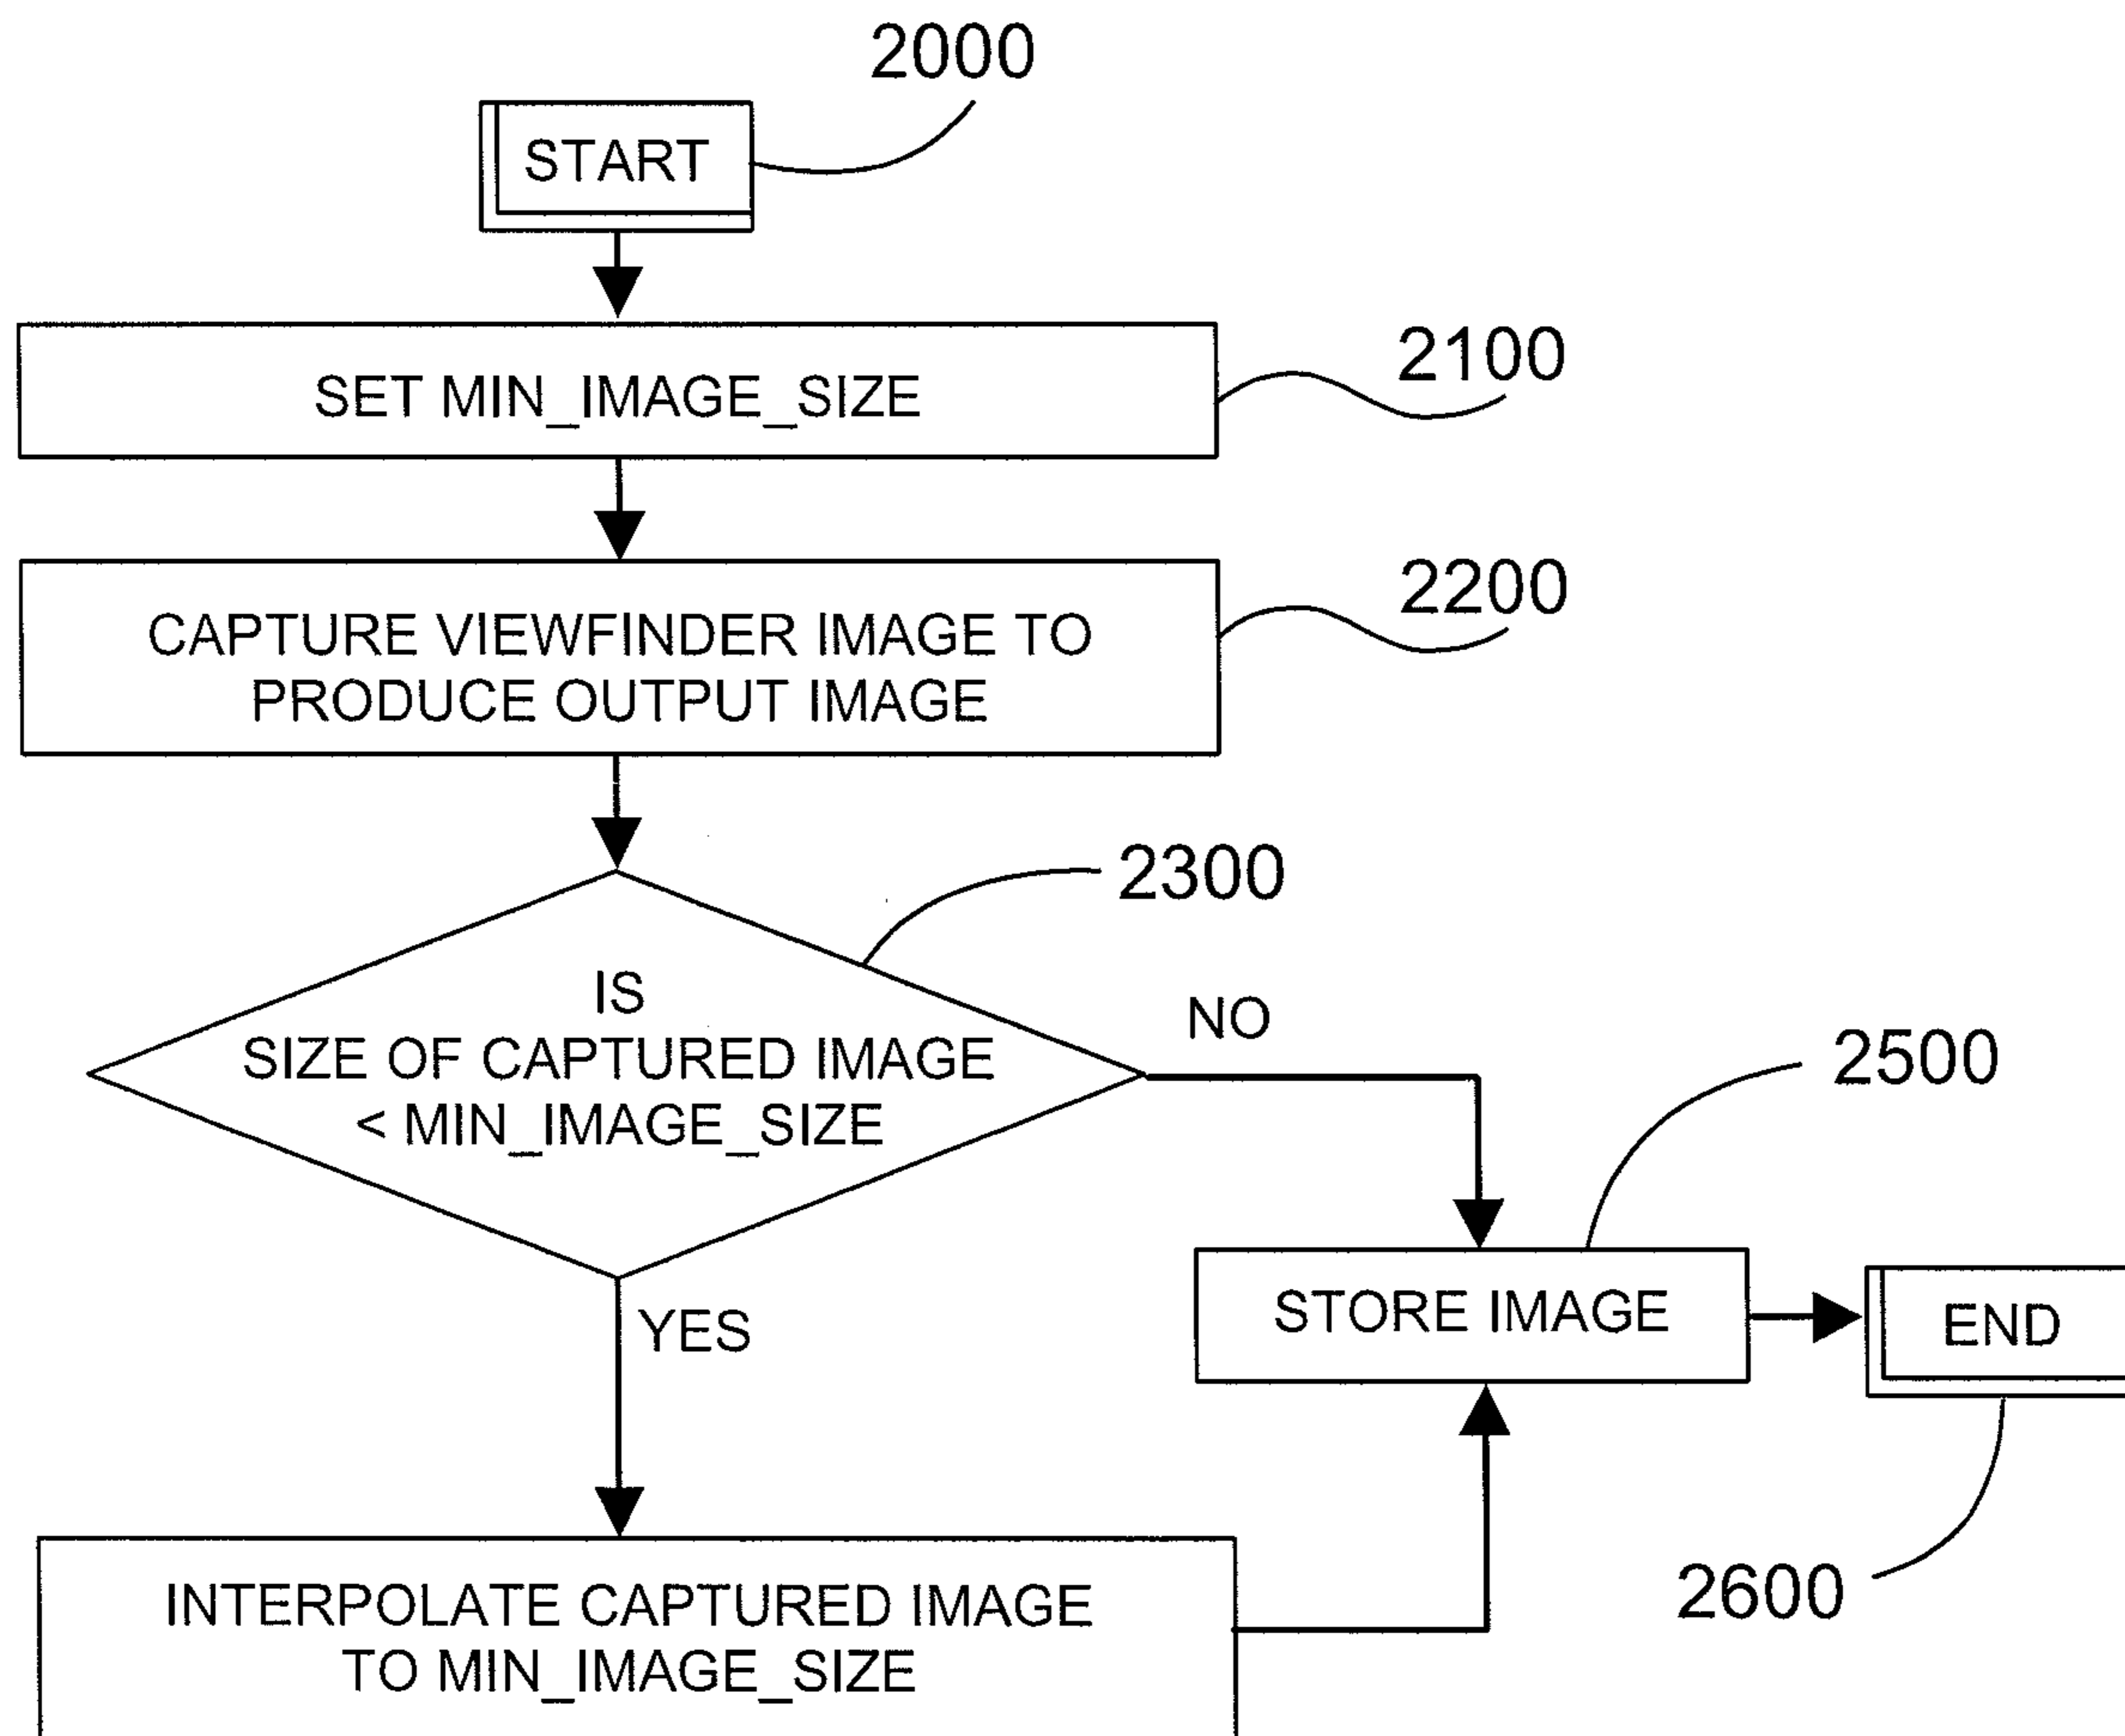 2000
START
2100
SET MIN_IMAGE_SIZE
2200
CAPTURE VIEWFINDER IMAGE TO
PRODUCE OUTPUT IMAGE
2300
IS
SIZE OF CAPTURED IMAGE
< MIN_IMAGE_SIZE
NO
2500
STORE IMAGE
END
YES
2600
INTERPOLATE CAPTURED IMAGE
TO MIN_IMAGE_SIZE